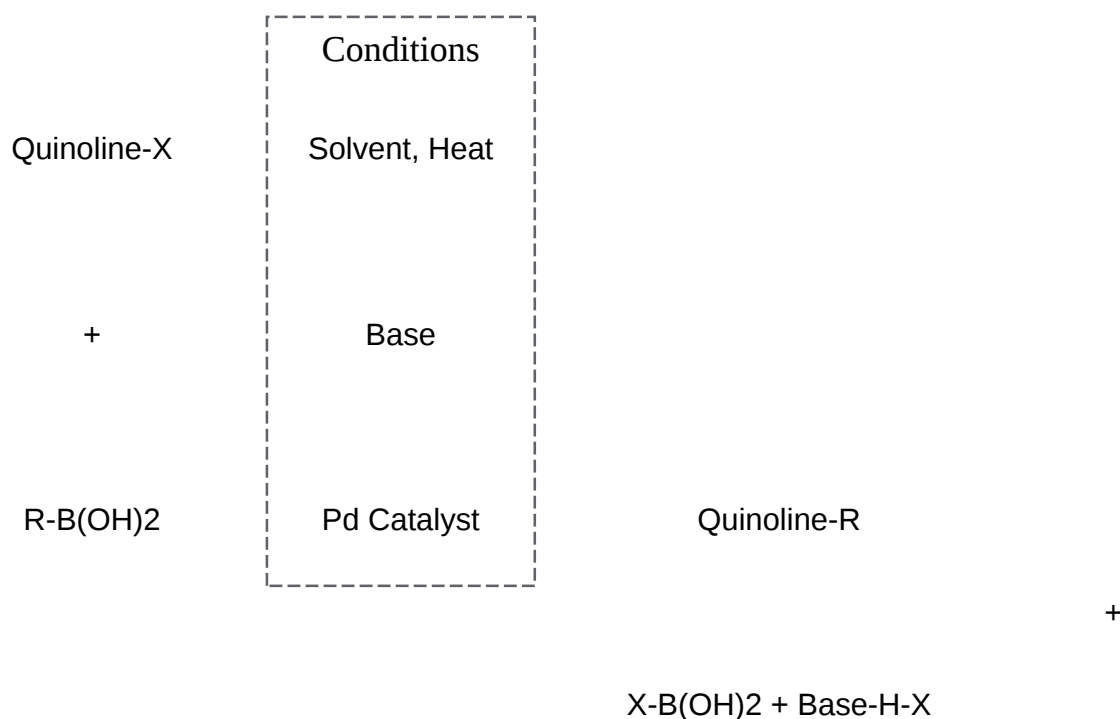 Conditions
Quinoline-X
Solvent, Heat
+
Base
R-B(OH)2
Pd Catalyst
Quinoline-R
+
X-B(OH)2 + Base-H-X